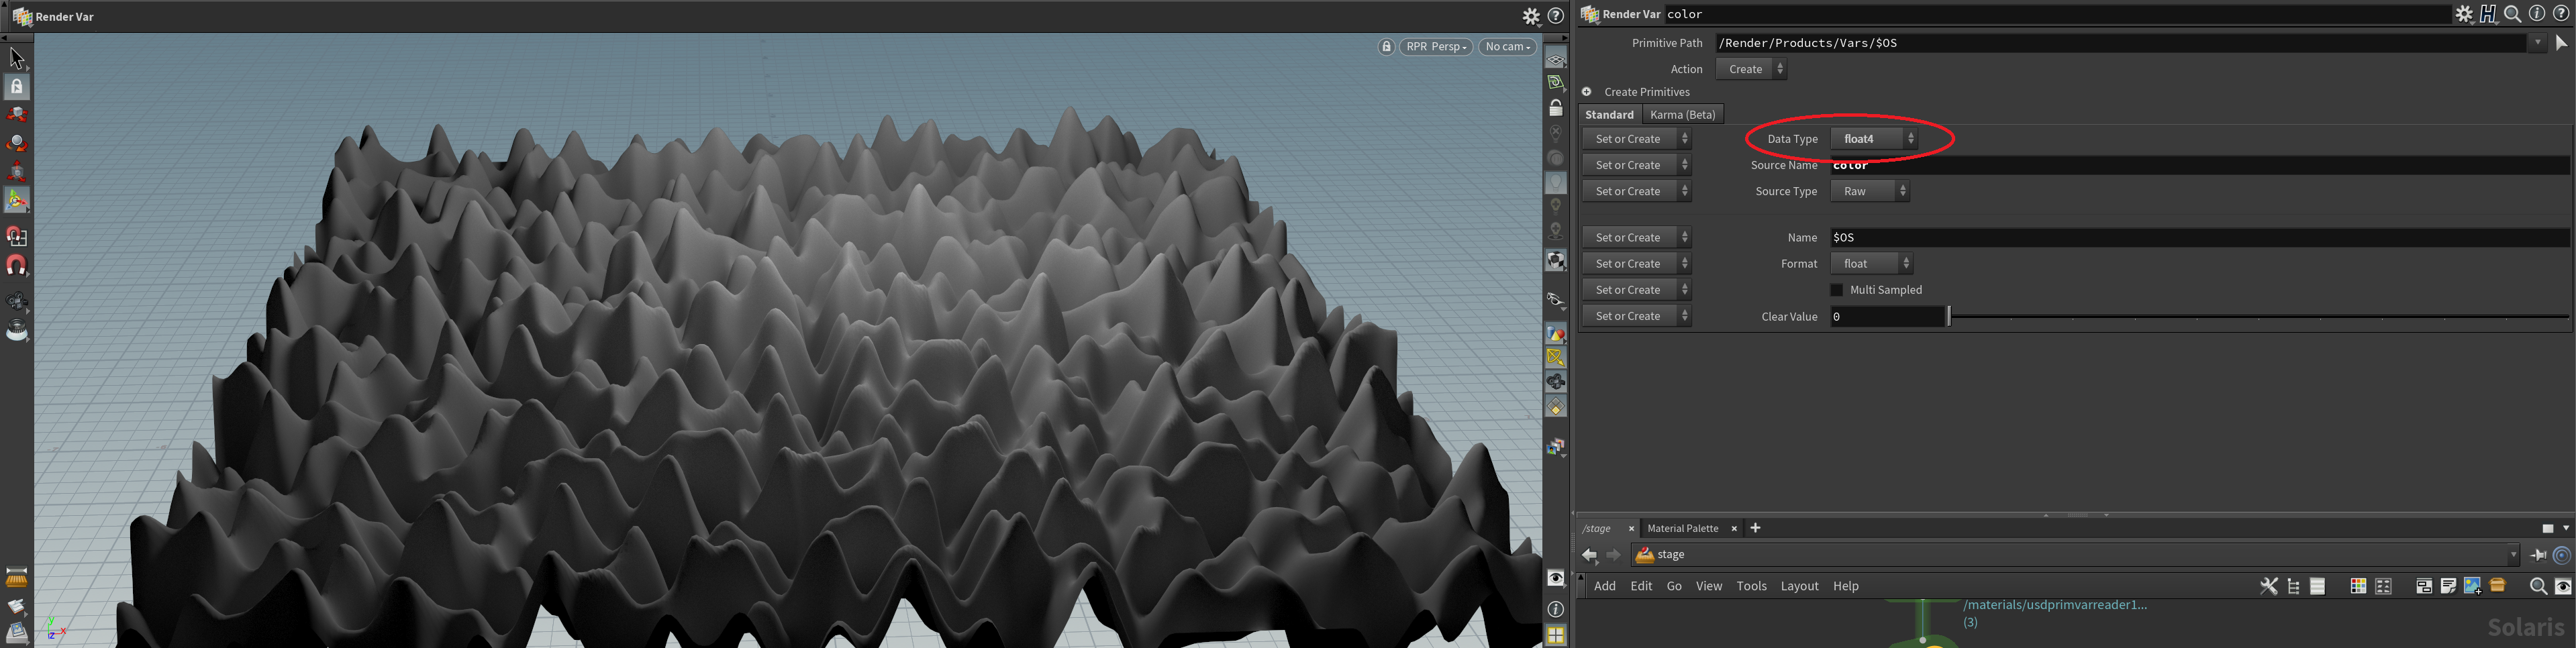 Render Var
RPR Persp
No cam
y
x
z
Render Var color
Primitive Path /Render/Products/Vars/$OS
Action Create
Create Primitives
Standard Karma (Beta)
Set or Create Data Type float4
Set or Create Source Name color
Set or Create Source Type Raw
Set or Create Name $OS
Set or Create Format float
Set or Create Multi Sampled
Set or Create Clear Value 0
/stage Material Palette
stage
Add Edit Go View Tools Layout Help
/materials/usdprimvarreader1...
(3)
Solaris